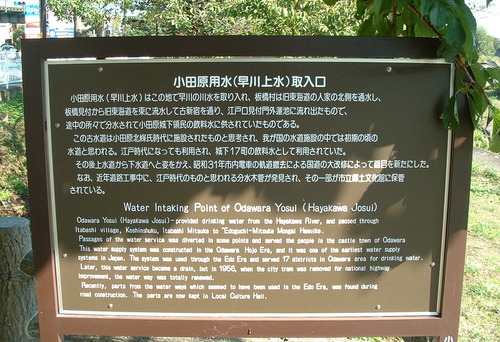 小田原用水（早川上水）取入口
小田原用水（早川上水）はこの地で早川の川水を取り入れ、板橋村は旧東海道の人家の北側を通水し、
板橋見付から旧東海道を東に流水して古新宿を通り、江戸口見付門外蓮池に流れ出たもので、
途中の所々で分水されて小田原城下領民の飲料水に供されていたものである。
この古水道は小田原北條氏時代に施設されたものと思考され、我が国の水道施設の中では初期の頃の
水道と思われる。江戸時代になっても利用され、城下17町の飲料水として利用されていた。
その後上水道から下水道へと姿をかえ、昭和31年市内電車の軌道撤去による国道の大改修によって面目を新たにした。
なお、近年道路工事中に、江戸時代のものと思われる分水木管が発見され、その一部が市立郷土文化館に保管
されている。
Water Intaking Point of Odawara Yosui (Hayakawa Josui)
Odawara Yosui (Hayakawa Josui)—provided drinking water from the Hayakawa River, and passed through
Itabashi village, Koshinshuku, Itabashi Mitsuke to "Edoguchi-Mitsuke Mongai Hasuike.
Passages of the water service was diverted in some points and served the people in the castle town of Odawara
This water supply system was constructed in the Odawara Hojo Era, and it was one of the earliest water supply
systems in Japan. The system was used through the Edo Era and served 17 districts in Odawara area for drinking water.
Later, this water service became a drain, but in 1956, when the city tram was removed for national highway
improvement, the water way was totally renewed.
Recently, parts from the water ways which seemed to have been used in the Edo Era, was found during
road construction. The parts are now kept in Local Culture Hall.